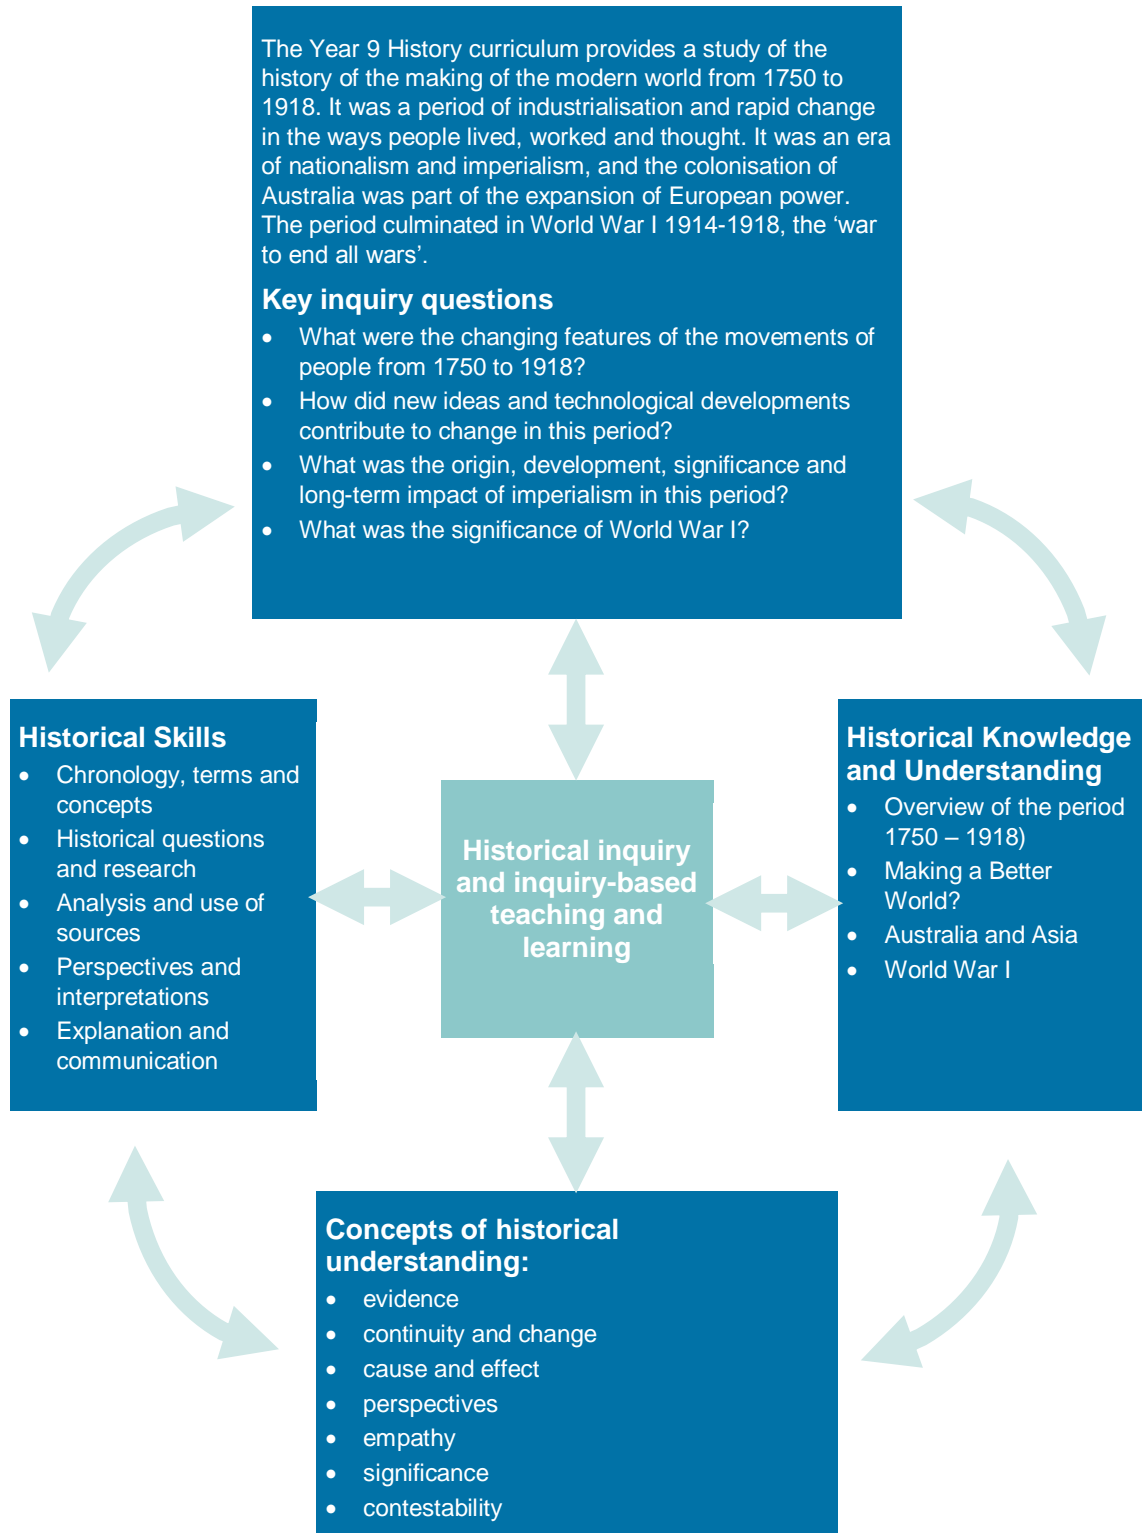 The Year 9 History curriculum provides a study of the
history of the making of the modern world from 1750 to
1918. It was a period of industrialisation and rapid change
in the ways people lived, worked and thought. It was an era
of nationalism and imperialism, and the colonisation of
Australia was part of the expansion of European power.
The period culminated in World War I 1914-1918, the ‘war
to end all wars’.
Key inquiry questions
• What were the changing features of the movements of
people from 1750 to 1918?
• How did new ideas and technological developments
contribute to change in this period?
• What was the origin, development, significance and
long-term impact of imperialism in this period?
• What was the significance of World War I?
Historical Skills
• Chronology, terms and
concepts
• Historical questions
and research
• Analysis and use of
sources
• Perspectives and
interpretations
• Explanation and
communication
Historical inquiry
and inquiry-based
teaching and
learning
Historical Knowledge
and Understanding
• Overview of the period
1750 – 1918)
• Making a Better
World?
• Australia and Asia
• World War I
Concepts of historical
understanding:
• evidence
• continuity and change
• cause and effect
• perspectives
• empathy
• significance
• contestability